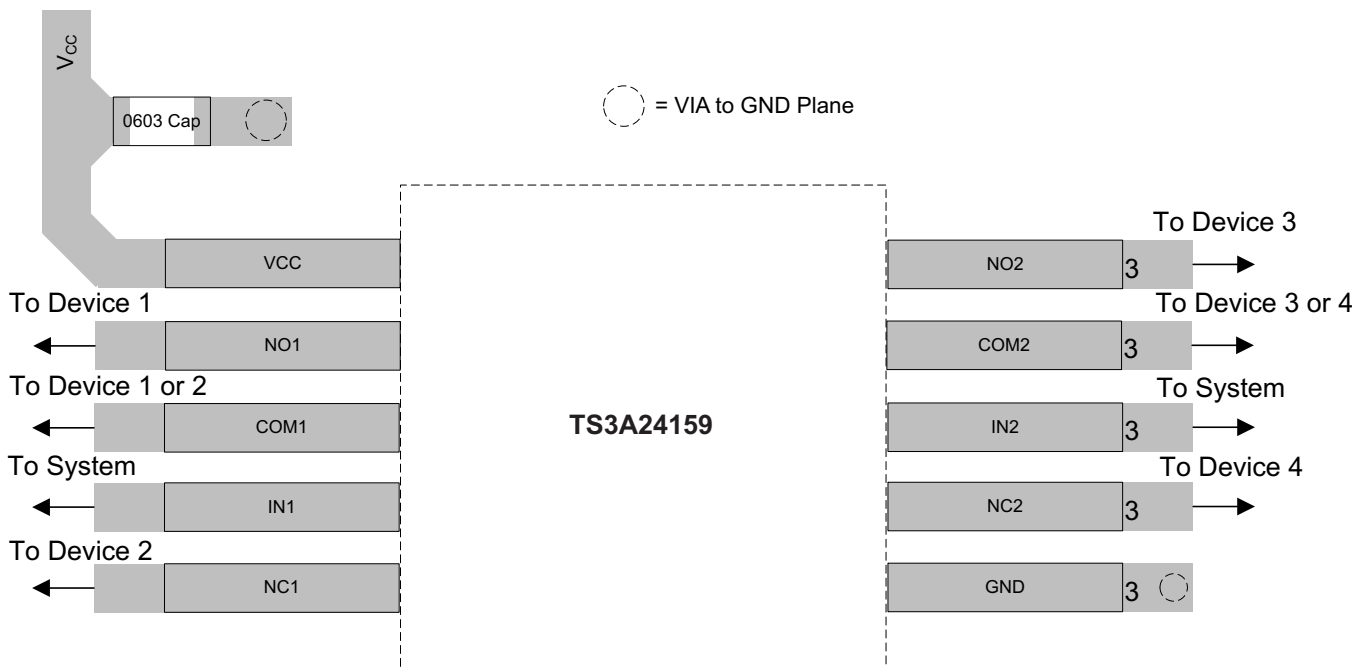 Vcc
0603 Cap
= VIA to GND Plane
To Device 3
VCC
NO2
3
To Device 1
To Device 3 or 4
NO1
COM2
3
To Device 1 or 2
To System
COM1
TS3A24159
IN2
3
To System
To Device 4
IN1
NC2
3
To Device 2
NC1
GND
3